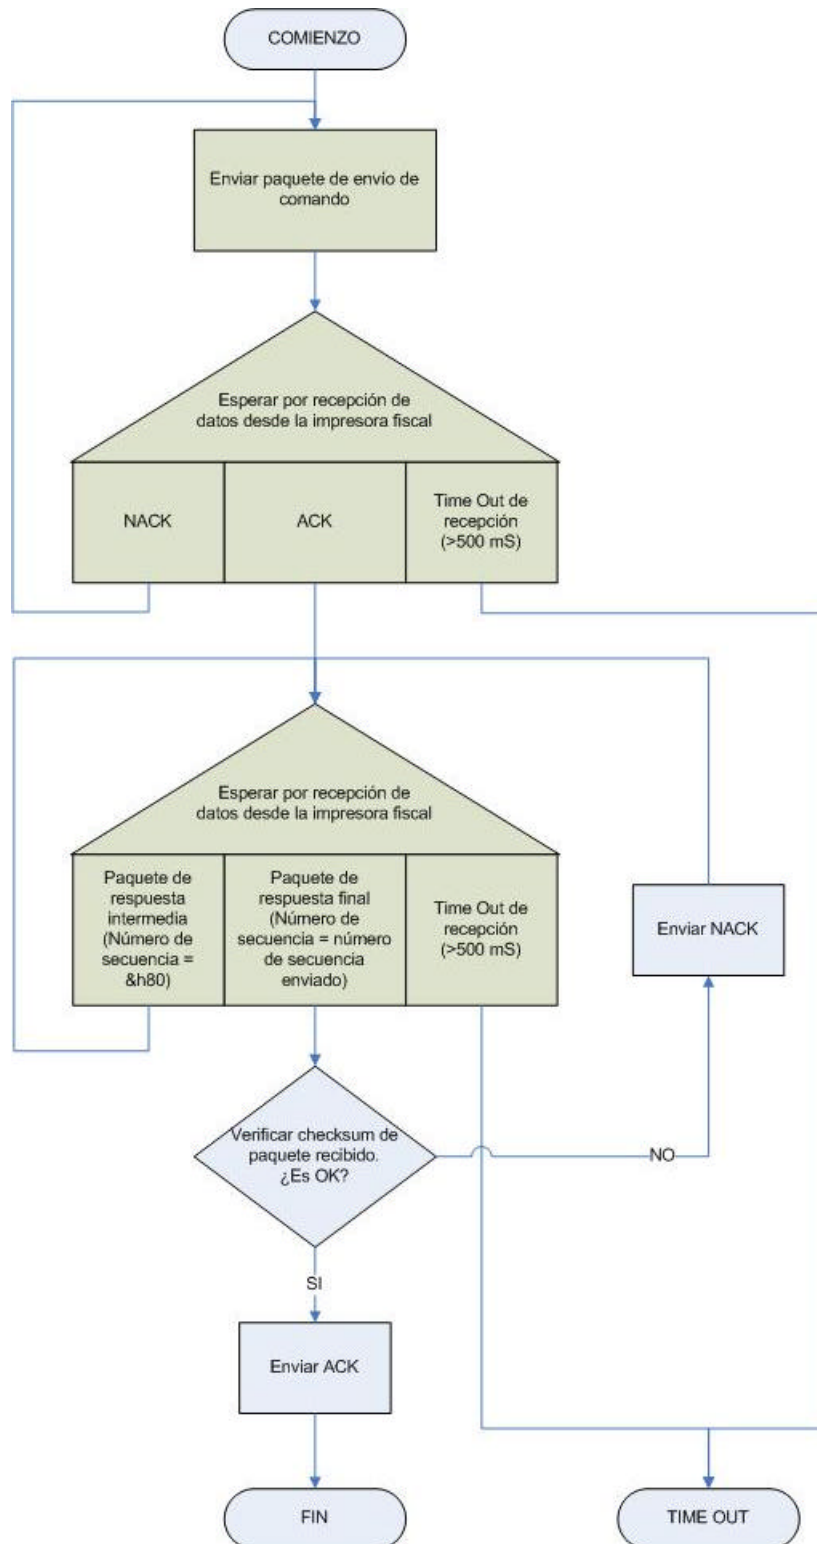 COMIENZO
Enviar paquete de envío de
comando
Esperar por recepción de
datos desde la impresora fiscal
NACK
ACK
Time Out de
recepción
(>500 mS)
Esperar por recepción de
datos desde la impresora fiscal
Paquete de
respuesta
intermedia
(Número de
secuencia =
&h80)
Paquete de
respuesta final
(Número de
secuencia = número
de secuencia
enviado)
Time Out de
recepción
(>500 mS)
Enviar NACK
Verificar checksum de
paquete recibido.
¿Es OK?
NO
SI
Enviar ACK
FIN
TIME OUT